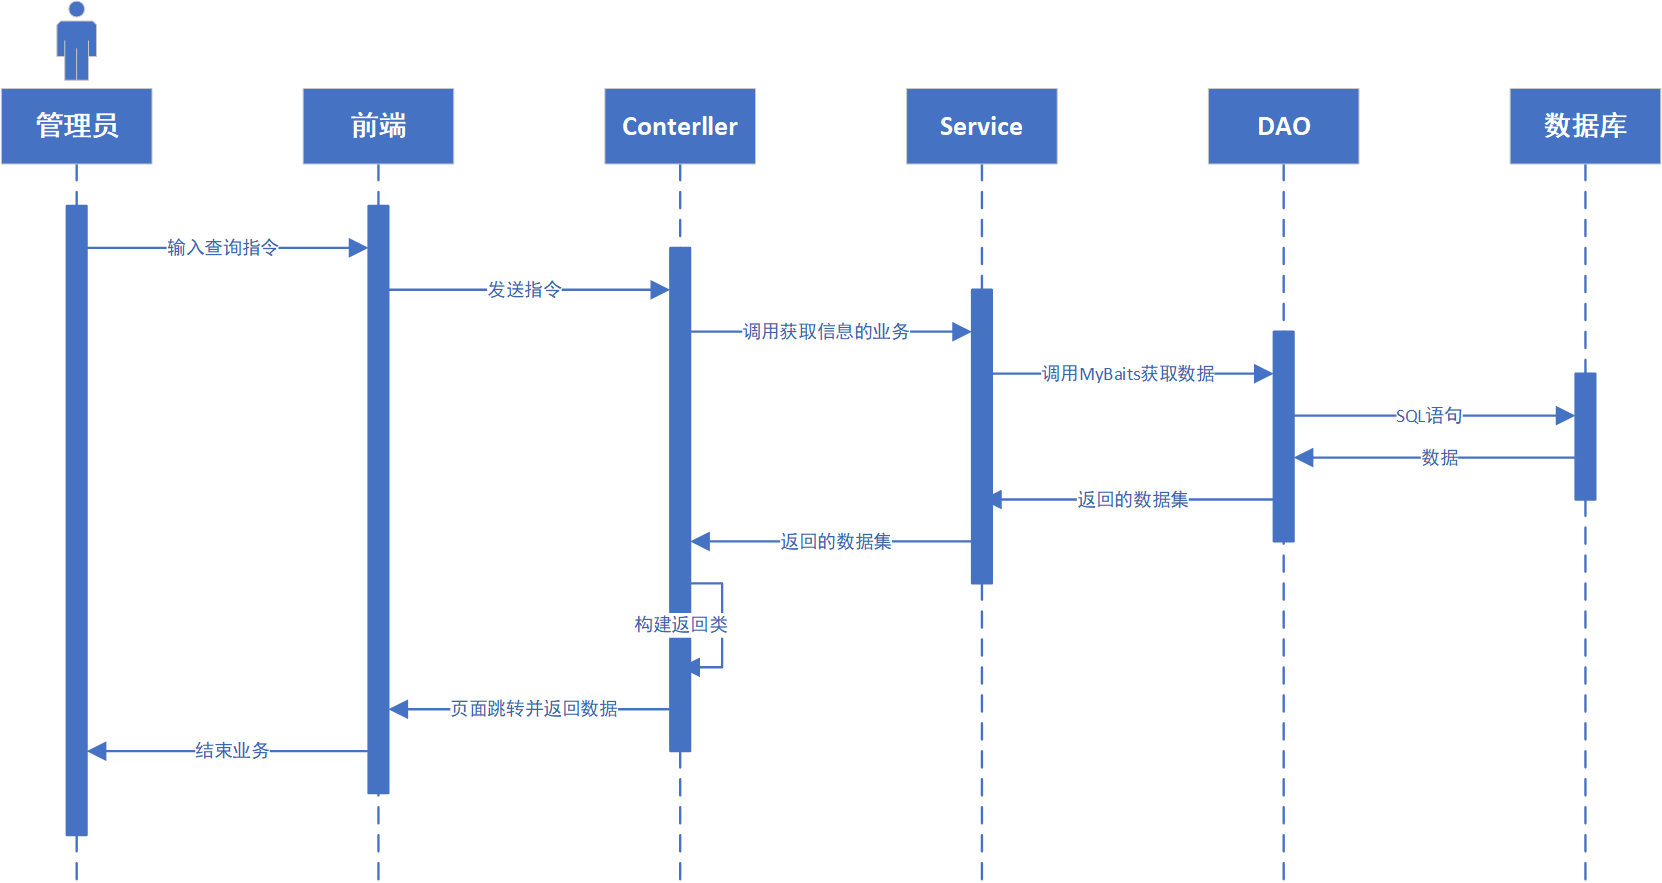 管理员
前端
Conterller
Service
DAO
数据库
输入查询指令
发送指令
调用获取信息的业务
调用MyBaits获取数据
SQL语句
数据
返回的数据集
返回的数据集
构建返回类
页面跳转并返回数据
结束业务